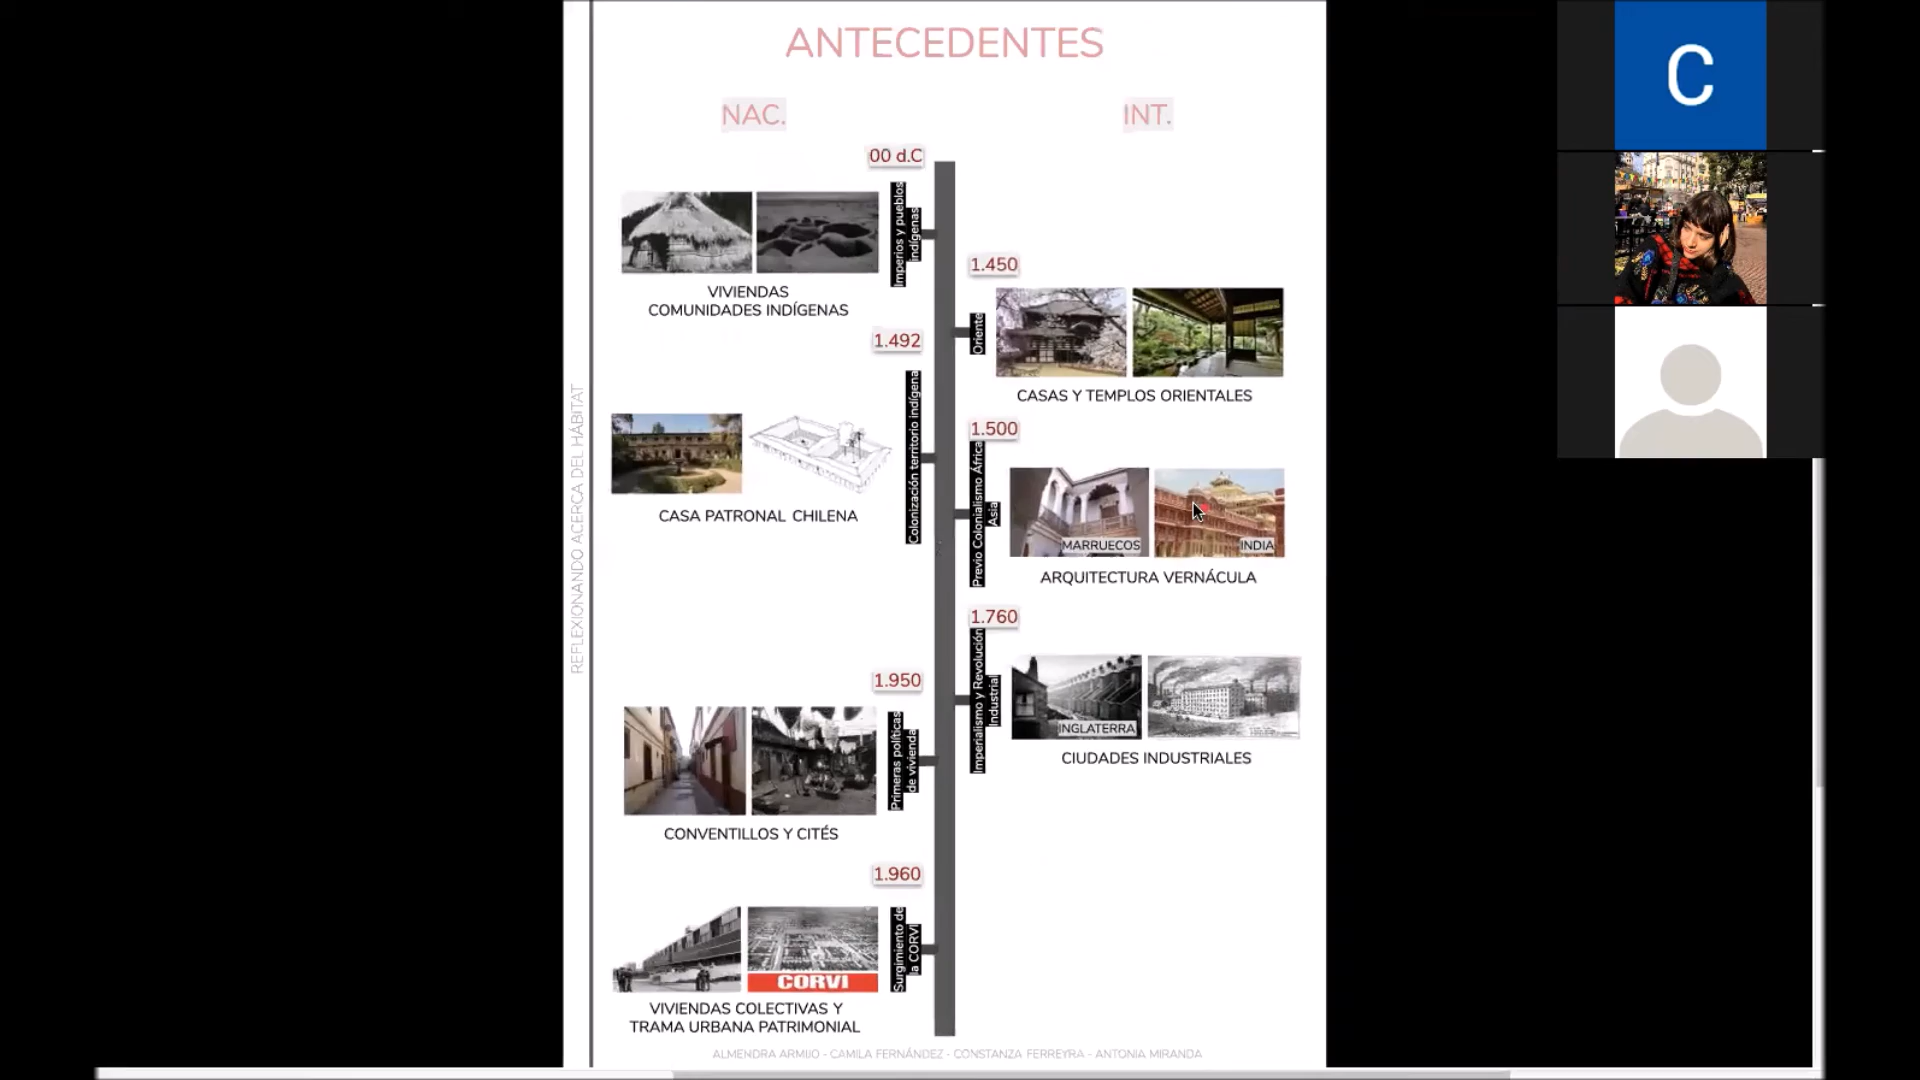 ANTECEDENTES
NAC.
INT.
00 d.C
Imperios y pueblos
indígenas
VIVIENDAS
COMUNIDADES INDÍGENAS
1.450
Oriente
CASAS Y TEMPLOS ORIENTALES
1.492
Colonización territorio indígena
CASA PATRONAL CHILENA
1.500
Previo Colonialismo África
Asia
MARRUECOS
INDIA
ARQUITECTURA VERNÁCULA
1.760
Imperialismo y Revolución
Industrial
INGLATERRA
CIUDADES INDUSTRIALES
1.950
Primeras políticas
de vivienda
CONVENTILLOS Y CITÉS
1.960
Surgimiento de
la CORVI
CORVI
VIVIENDAS COLECTIVAS Y
TRAMA URBANA PATRIMONIAL
REFLEXIONANDO ACERCA DEL HÁBITAT
ALMENDRA ARMIJO - CAMILA FERNÁNDEZ - CONSTANZA FERREYRA - ANTONIA MIRANDA
C